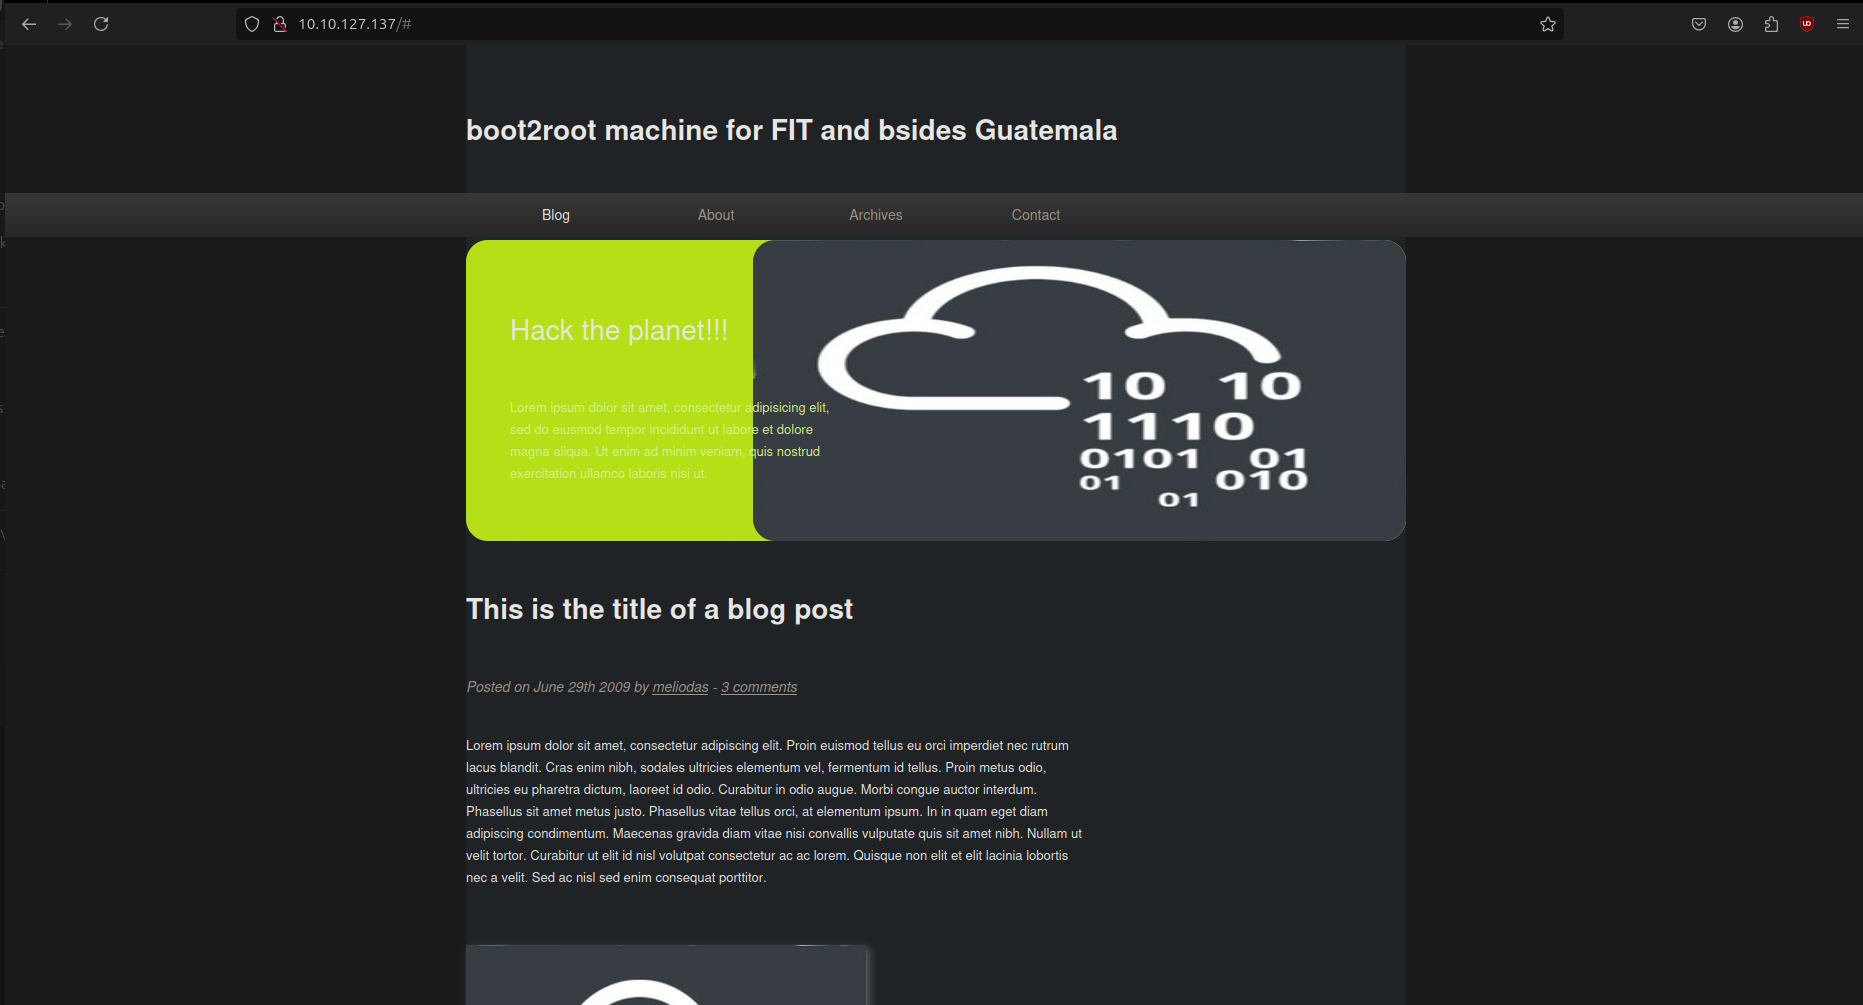 10.10.127.137/#
boot2root machine for FIT and bsides Guatemala
Blog About Archives Contact
Hack the planet!!!
Lorem ipsum dolor sit amet, consectetur adipisicing elit,
sed do eiusmod tempor incididunt ut labore et dolore
magna aliqua. Ut enim ad minim veniam, quis nostrud
exercitation ullamco laboris nisi ut.
10 10
1110
0101 01
01 010
01
This is the title of a blog post
Posted on June 29th 2009 by meliodas - 3 comments
Lorem ipsum dolor sit amet, consectetur adipiscing elit. Proin euismod tellus eu orci imperdiet nec rutrum
lacus blandit. Cras enim nibh, sodales ultricies elementum vel, fermentum id tellus. Proin metus odio,
ultricies eu pharetra dictum, laoreet id odio. Curabitur in odio augue. Morbi congue auctor interdum.
Phasellus sit amet metus justo. Phasellus vitae tellus orci, at elementum ipsum. In in quam eget diam
adipiscing condimentum. Maecenas gravida diam vitae nisi convallis vulputate quis sit amet nibh. Nullam ut
velit tortor. Curabitur ut elit id nisl volutpat consectetur ac ac lorem. Quisque non elit et elit lacinia lobortis
nec a velit. Sed ac nisl sed enim consequat porttitor.